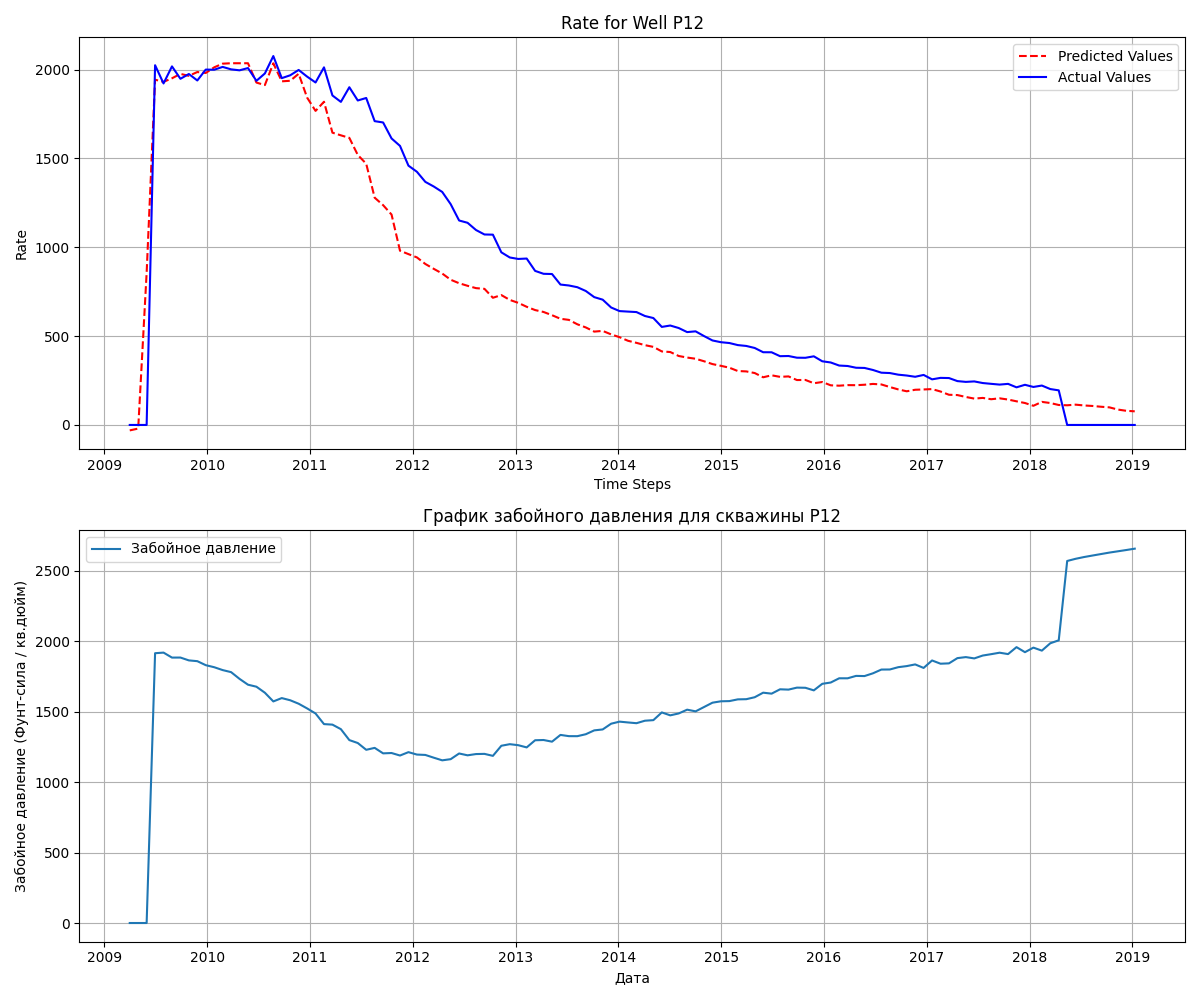 Rate for Well P12
Predicted Values
Actual Values
Rate
2000
1500
1000
500
0
2009 2010 2011 2012 2013 2014 2015 2016 2017 2018 2019
Time Steps
График забойного давления для скважины P12
Забойное давление
Забойное давление (Фунт-сила / кв.дюйм)
2500
2000
1500
1000
500
0
2009 2010 2011 2012 2013 2014 2015 2016 2017 2018 2019
Дата